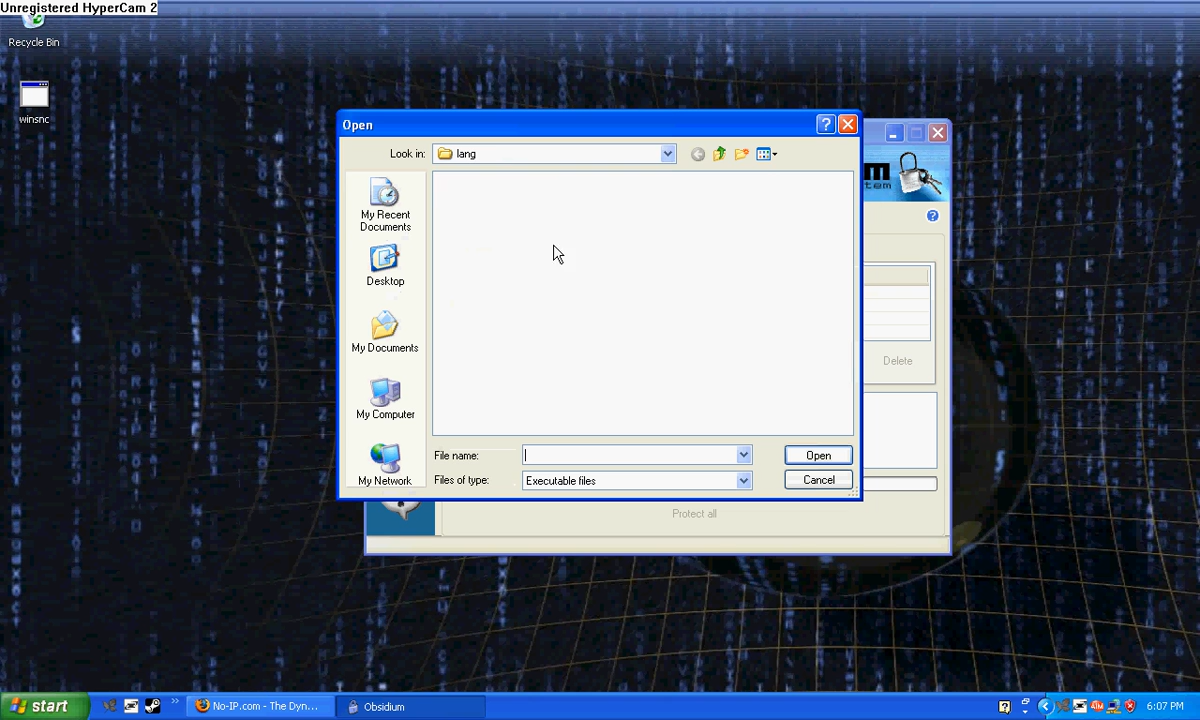 Unregistered HyperCam 2
Recycle Bin
winsnc
Open
Look in:
lang
My Recent
Documents
Desktop
My Documents
My Computer
My Network
File name:
Open
Files of type:
Executable files
Cancel
Delete
Protect all
start
No-IP.com - The Dyn...
Obsidium
6:07 PM